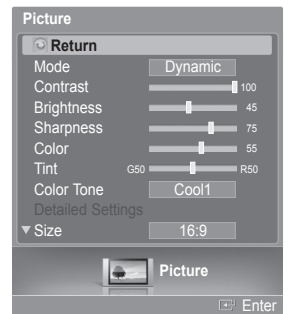 Picture
Return
Mode Dynamic
Contrast 100
Brightness 45
Sharpness 75
Color 55
Tint G50 R50
Color Tone Cool1
Detailed Settings
Size 16:9
Picture
Enter